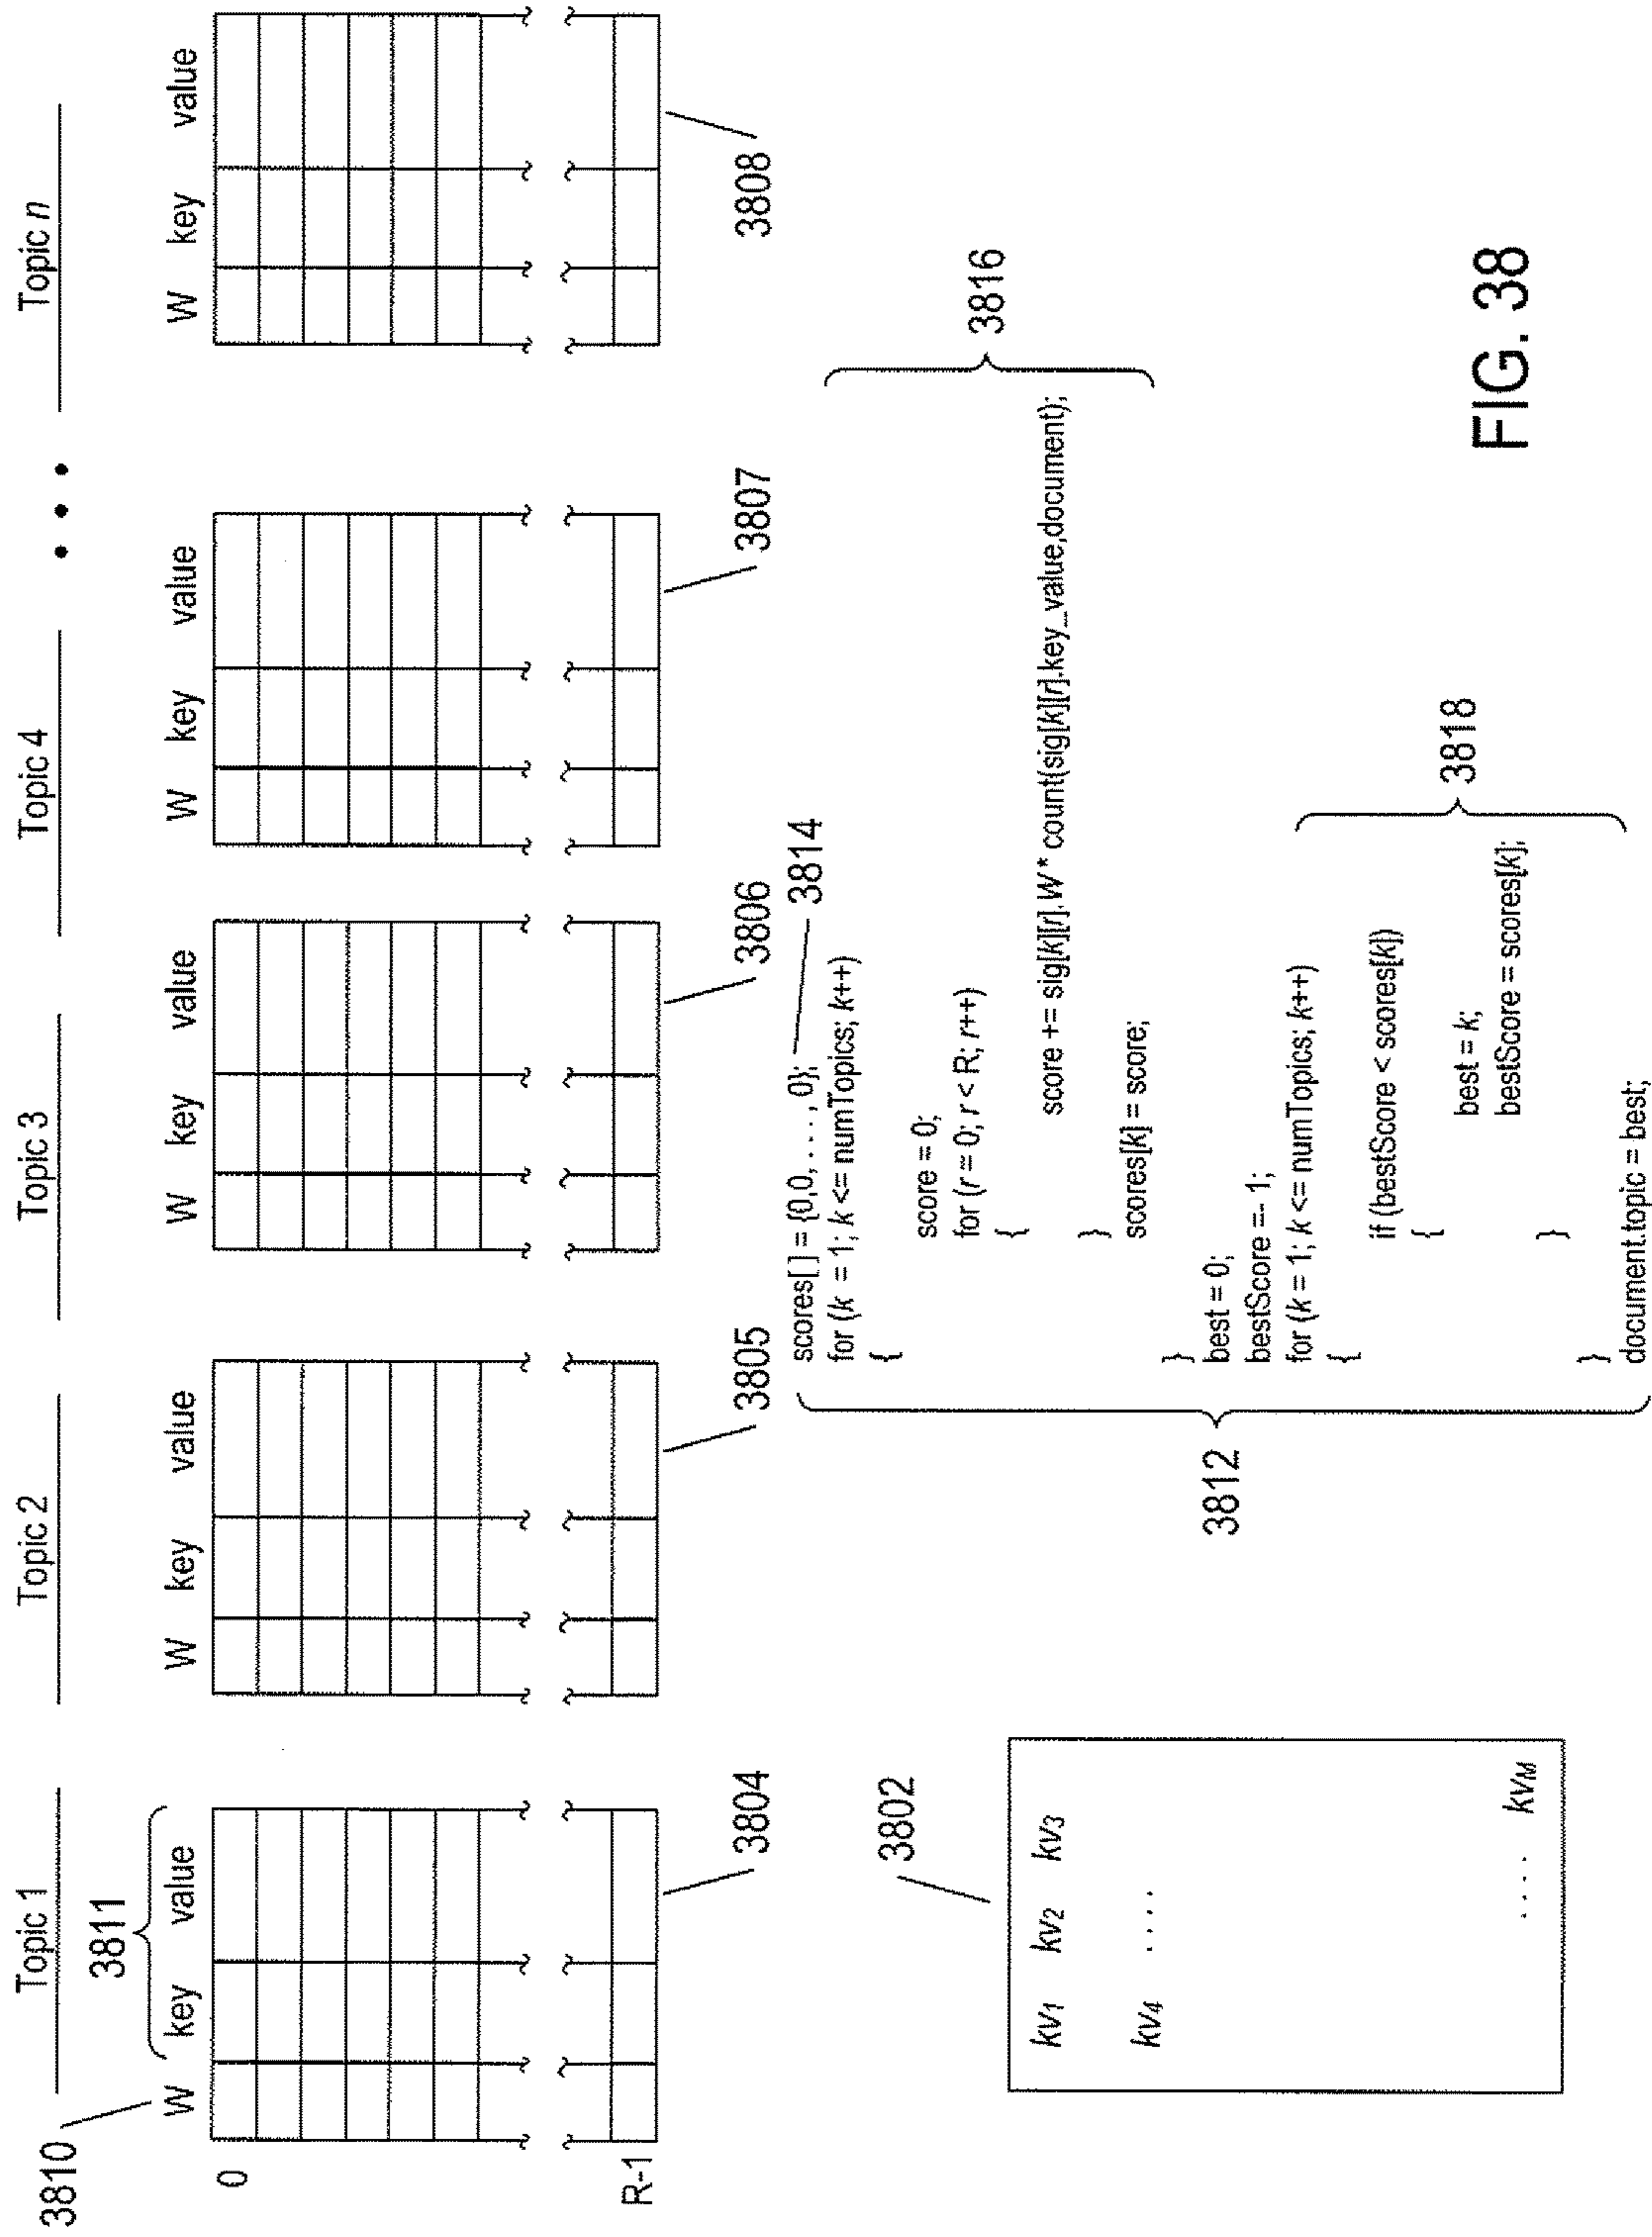 Topic 1 Topic 2 Topic 3 Topic 4 • • • Topic n
3810 3811
W key value W key value W key value W key value W key value
0
R-1
3804 3805 3806 3807 3808
3802
kv1 kv2 kv3
kv4 ....
.... kvM
3812
scores[ ] = {0,0, . . . , 0}; 3814
for (k = 1; k <= numTopics; k++)
{
score = 0;
for (r = 0; r < R; r++)
{
score += sig[k][r].W * count(sig[k][r].key_value,document);
}
scores[k] = score;
}
3816
best = 0;
bestScore =- 1;
for (k = 1; k <= numTopics; k++)
{
if (bestScore < scores[k])
{
best = k;
bestScore = scores[k];
}
}
3818
document.topic = best;
FIG. 38